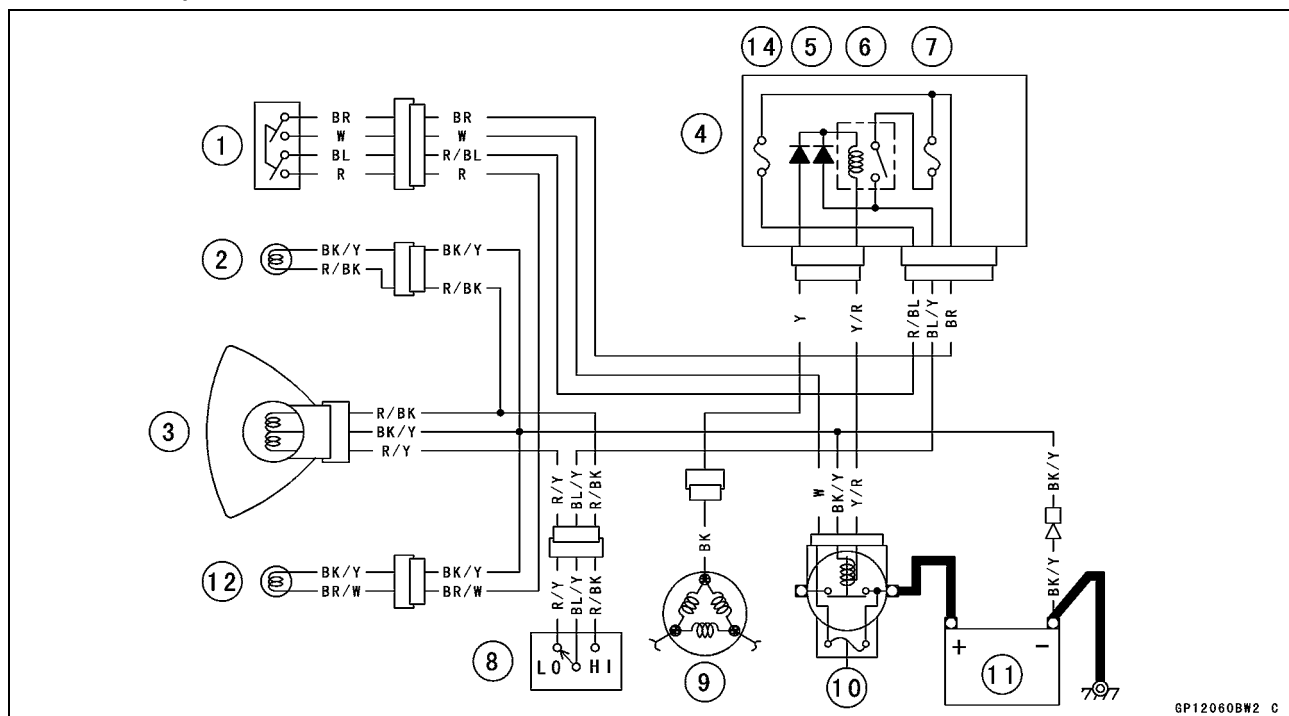 14 5 6 7
4
1
BR BR
W W
BL R/BL
R R
2
BK/Y BK/Y
R/BK R/BK
Y Y/R R/BL BL/Y BR
3
R/BK
BK/Y
R/Y
R/Y BL/Y R/BK
W BK/Y Y/R
BK/Y
BK
BK/Y
12
BK/Y BK/Y
BR/W BR/W
R/Y BL/Y R/BK
8
LO HI
9
10
+ −
11
GP12060BW2 C